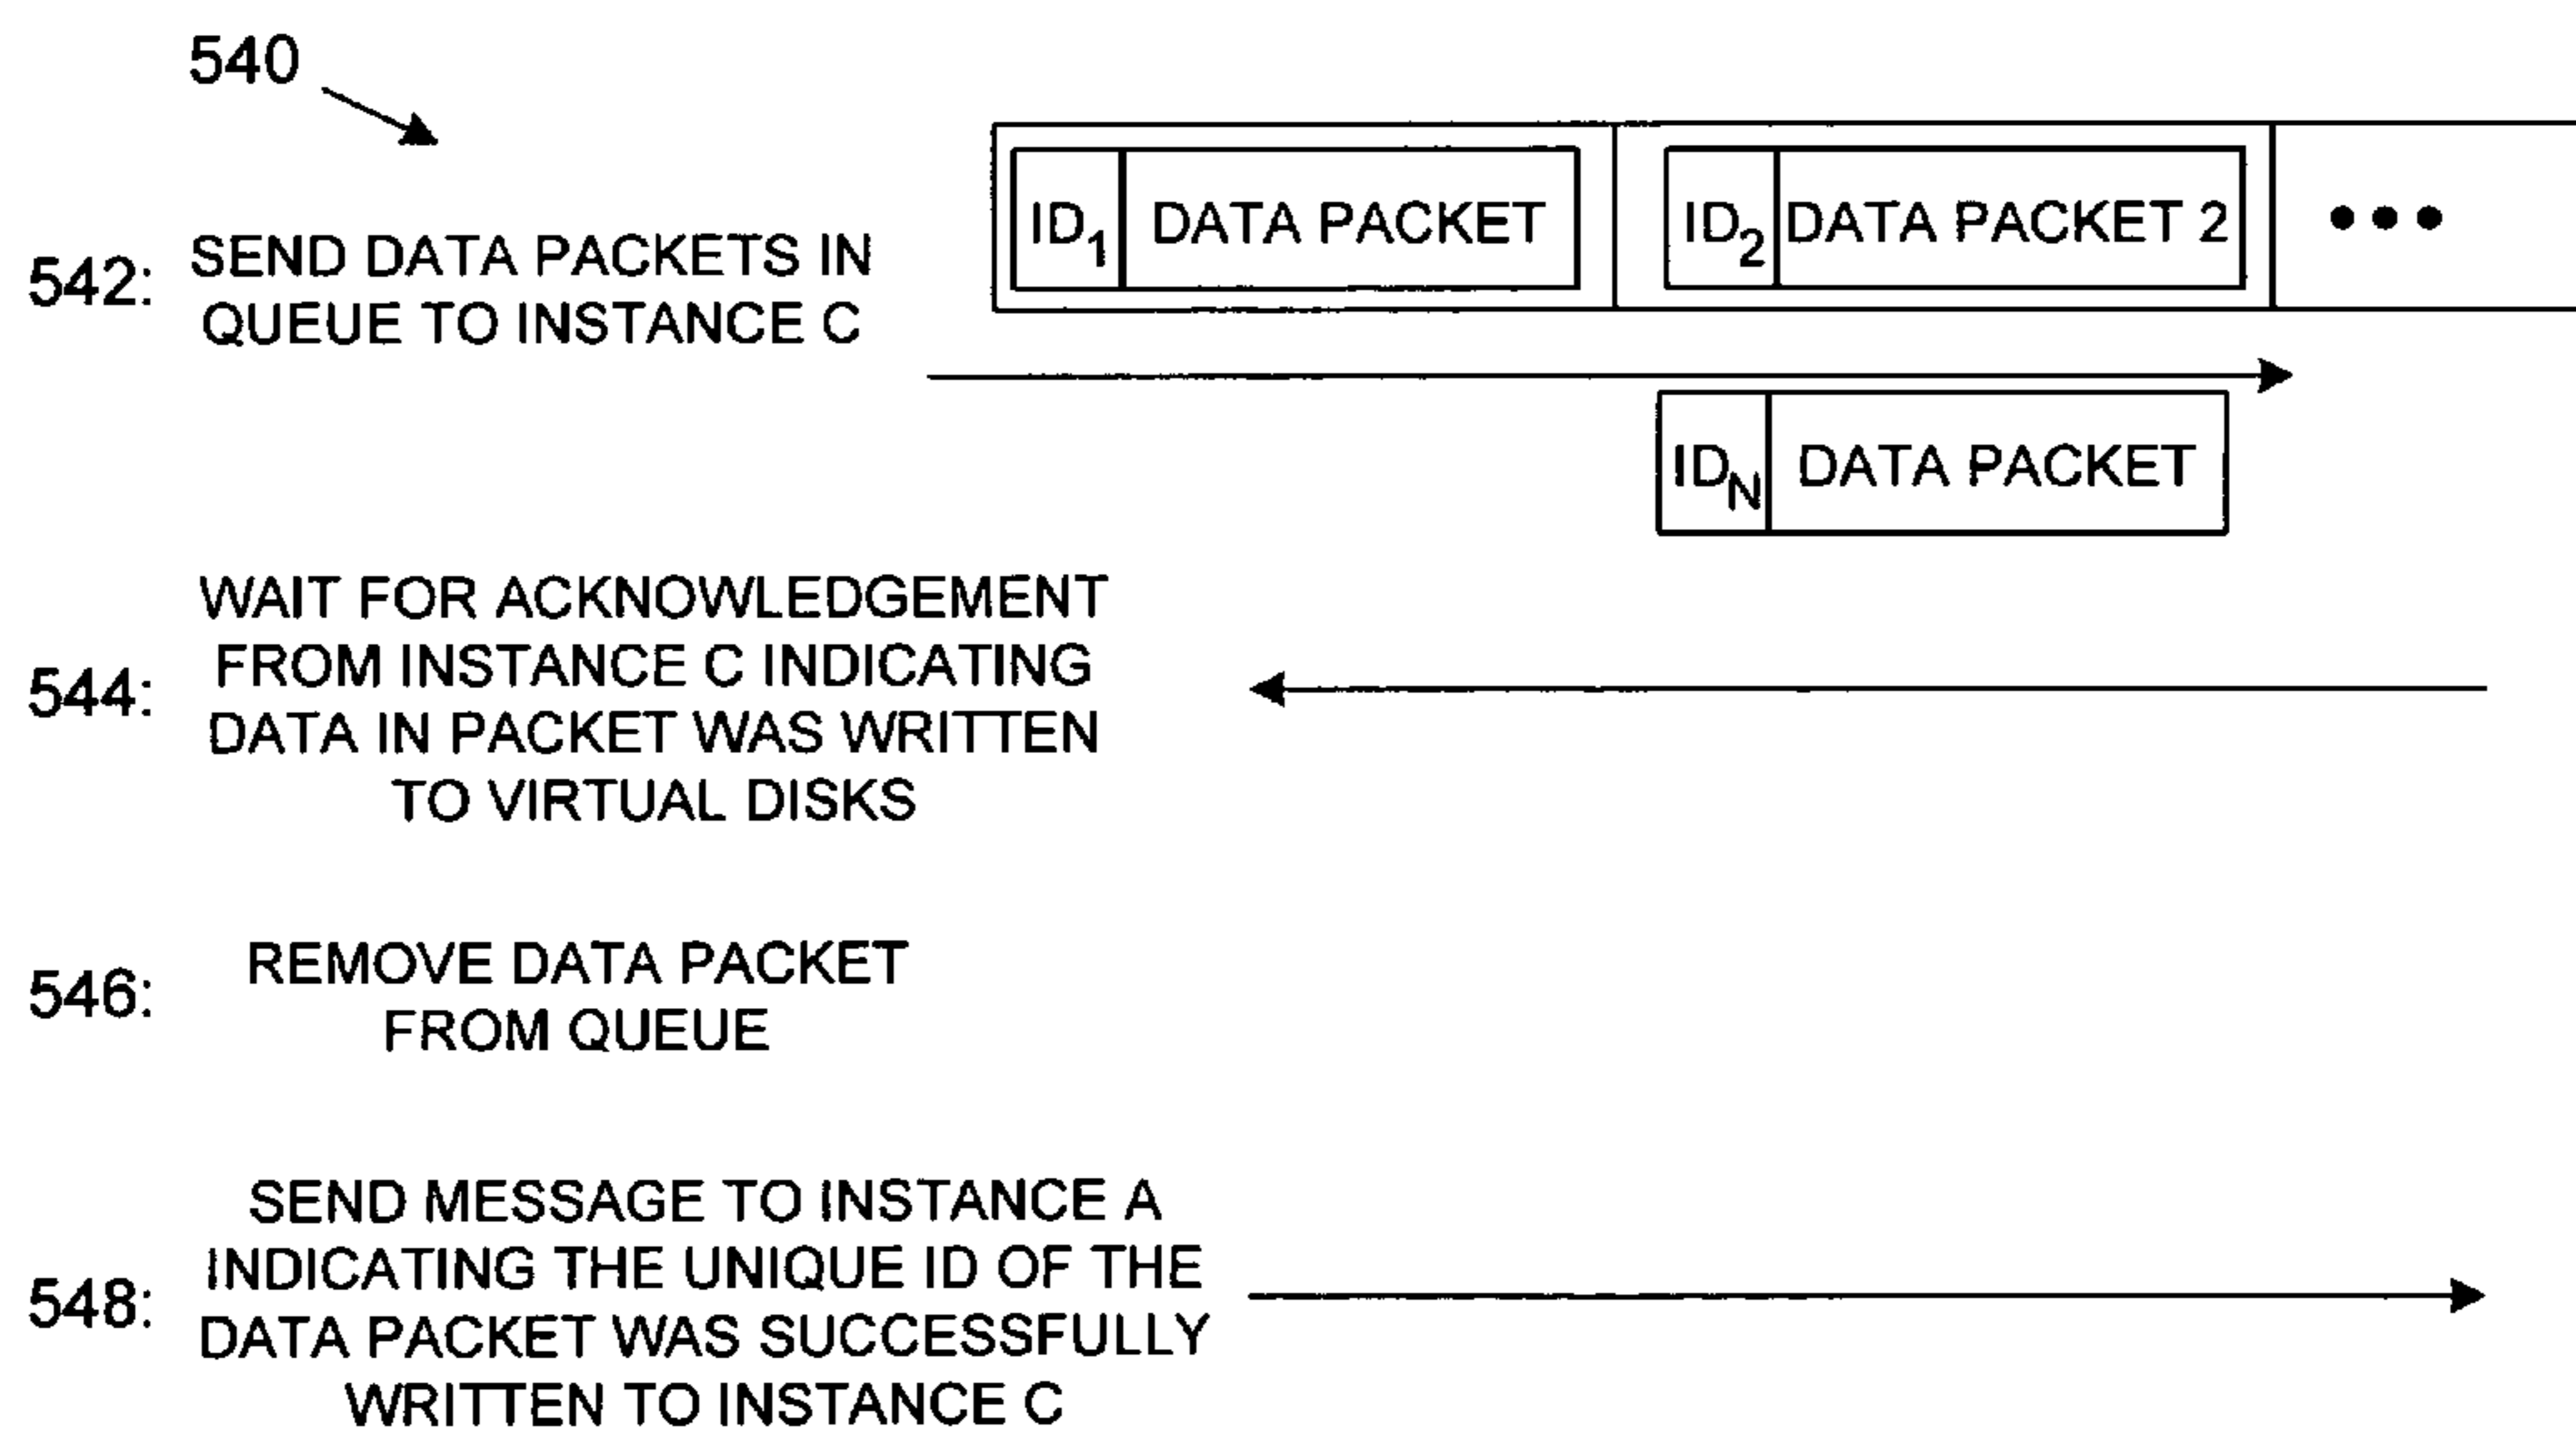 540
ID1 DATA PACKET ID2 DATA PACKET 2 •••
542: SEND DATA PACKETS IN
QUEUE TO INSTANCE C
IDN DATA PACKET
544: WAIT FOR ACKNOWLEDGEMENT
FROM INSTANCE C INDICATING
DATA IN PACKET WAS WRITTEN
TO VIRTUAL DISKS
546: REMOVE DATA PACKET
FROM QUEUE
548: SEND MESSAGE TO INSTANCE A
INDICATING THE UNIQUE ID OF THE
DATA PACKET WAS SUCCESSFULLY
WRITTEN TO INSTANCE C